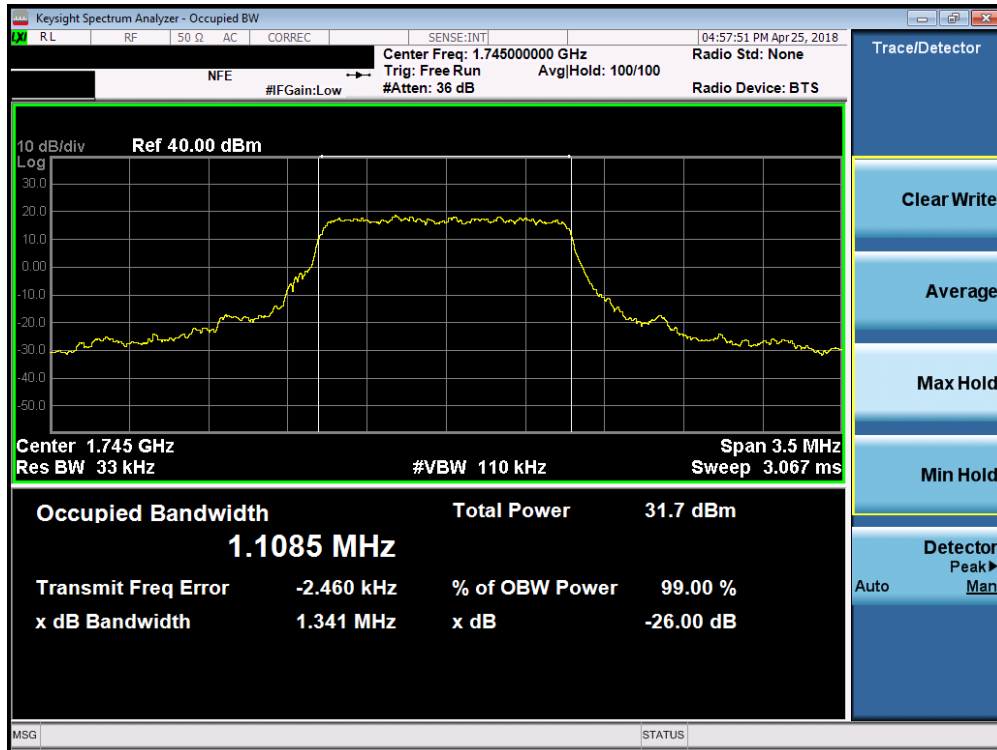 Keysight Spectrum Analyzer - Occupied BW
LXI RL RF 50 Ω AC CORREC SENSE:INT 04:57:51 PM Apr 25, 2018
Center Freq: 1.745000000 GHz Radio Std: None
NFE Trig: Free Run Avg|Hold: 100/100
#IFGain:Low #Atten: 36 dB Radio Device: BTS
Trace/Detector
10 dB/div Ref 40.00 dBm
Log
30.0
20.0
10.0
0.00
-10.0
-20.0
-30.0
-40.0
-50.0
Center 1.745 GHz Span 3.5 MHz
Res BW 33 kHz #VBW 110 kHz Sweep 3.067 ms
Occupied Bandwidth Total Power 31.7 dBm
1.1085 MHz
Transmit Freq Error -2.460 kHz % of OBW Power 99.00 %
x dB Bandwidth 1.341 MHz x dB -26.00 dB
Clear Write
Average
Max Hold
Min Hold
Detector
Peak▶
Auto Man
MSG STATUS